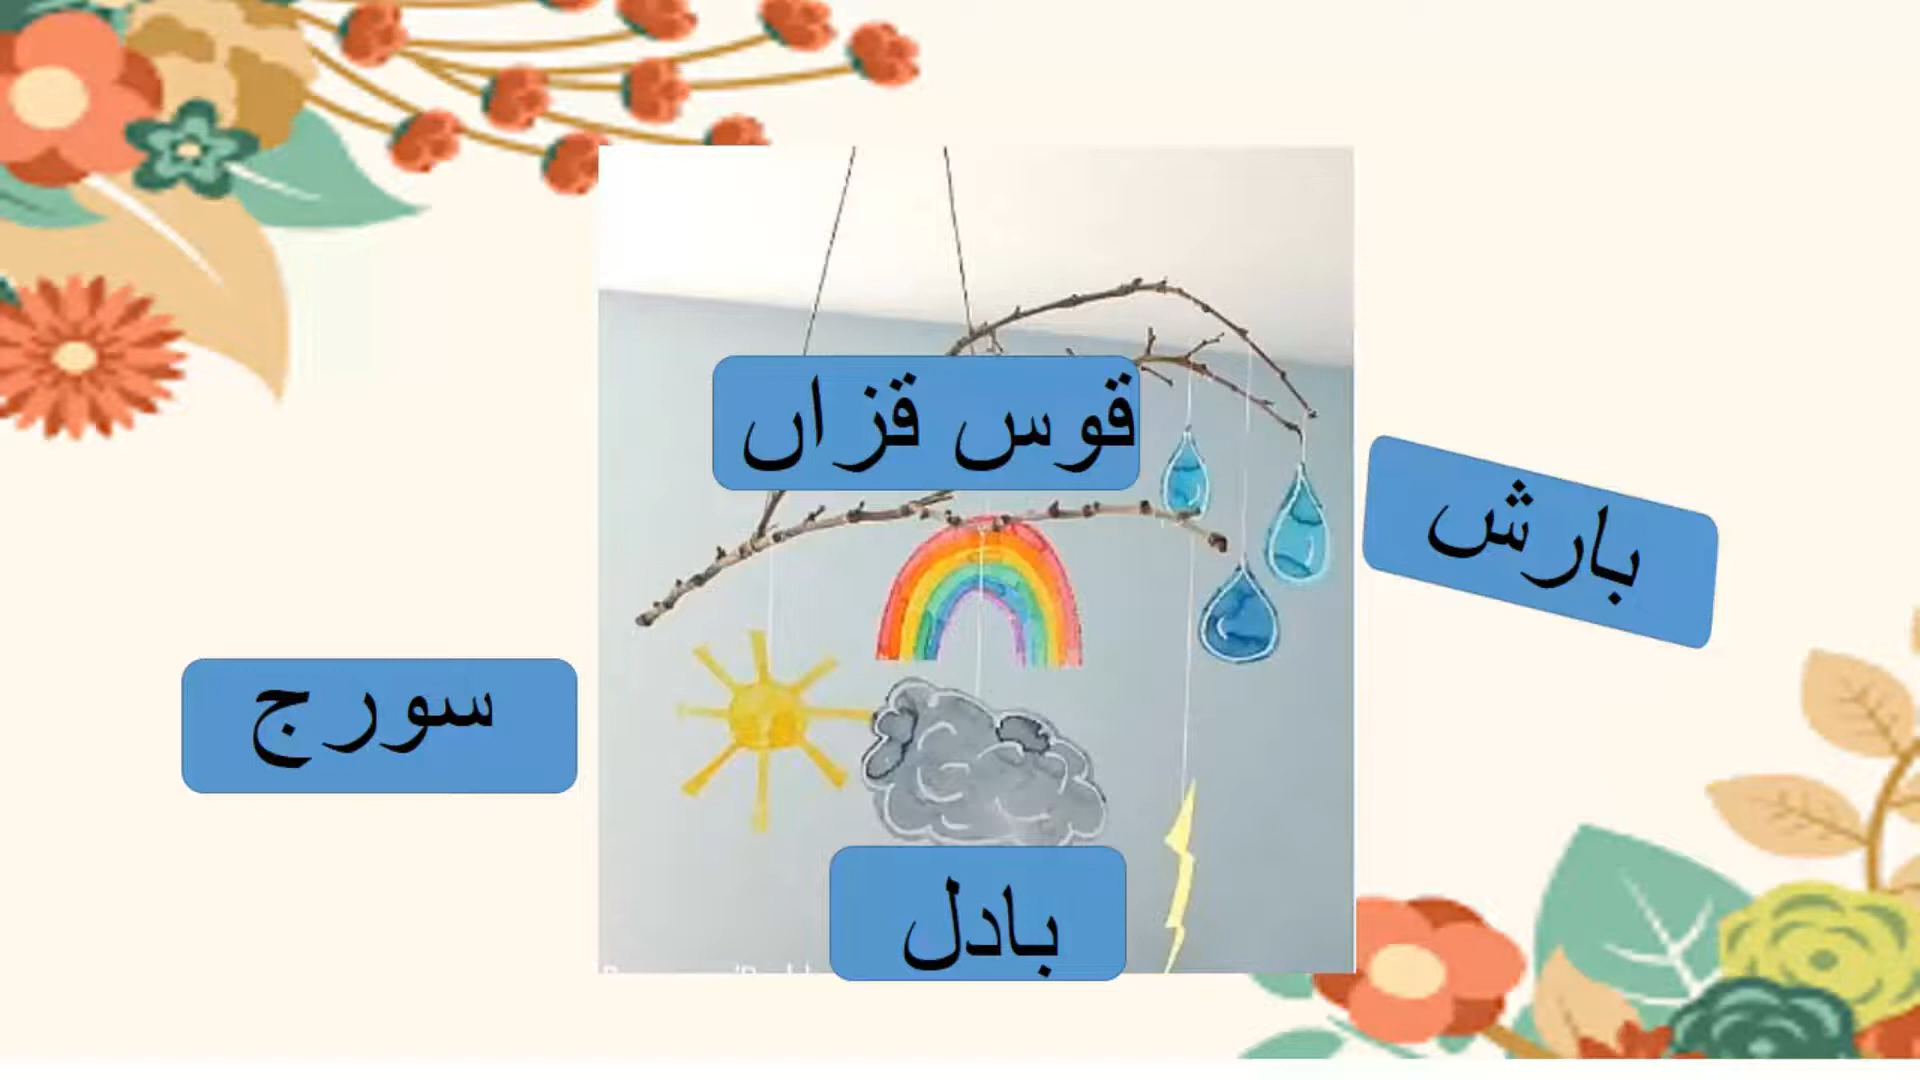 قوس قزاں
بارش
سورج
بادل